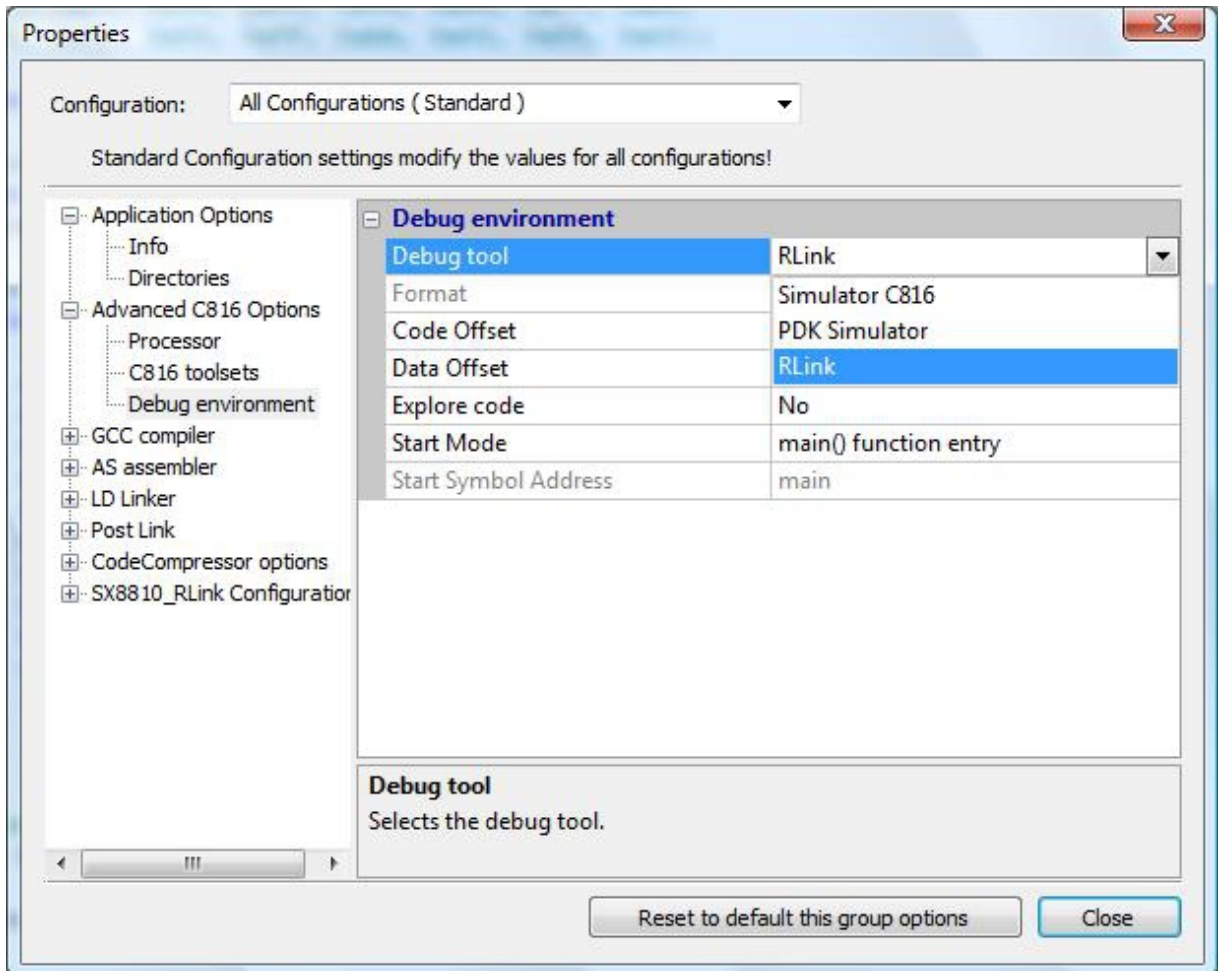 Properties
Configuration: All Configurations ( Standard )
Standard Configuration settings modify the values for all configurations!
Application Options
Info
Directories
Advanced C816 Options
Processor
C816 toolsets
Debug environment
GCC compiler
AS assembler
LD Linker
Post Link
CodeCompressor options
SX8810_RLink Configuration
Debug environment
Debug tool RLink
Format Simulator C816
Code Offset PDK Simulator
Data Offset RLink
Explore code No
Start Mode main() function entry
Start Symbol Address main
Debug tool
Selects the debug tool.
Reset to default this group options Close